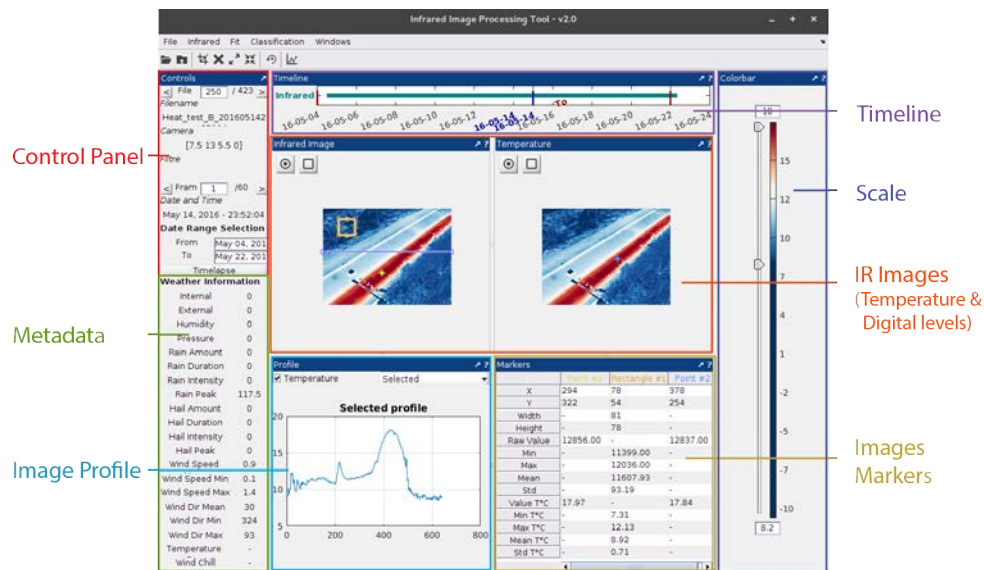 Infrared Image Processing Tool - v2.0
File Infrared Fit Classification Windows
Controls
< File 250 / 423 >
Filename
Heat_test_B_201605142
Camera
[7.5 13 5.5 0]
Filtre
< Fram 1 /60 >
Date and Time
May 14, 2016 - 23:52:04
Date Range Selection
From May 04, 201
To May 22, 201
Timelapse
Weather Information
Internal 0
External 0
Humidity 0
Pressure 0
Rain Amount 0
Rain Duration 0
Rain Intensity 0
Rain Peak 117.5
Hail Amount 0
Hail Duration 0
Hail Intensity 0
Hail Peak 0
Wind Speed 0.9
Wind Speed Min 0.1
Wind Speed Max 1.4
Wind Dir Mean 30
Wind Dir Min 324
Wind Dir Max 93
Temperature -
Wind Chill -
Timeline
Infrared
To
16-05-04 16-05-06 16-05-08 16-05-10 16-05-12 16-05-14 16-05-14 16-05-16 16-05-18 16-05-20 16-05-22 16-05-24
Infrared Image
Temperature
Profile
Temperature Selected
Selected profile
20
15
10
5
0 200 400 600 800
Markers
Point #1 Rectangle #1 Point #2
X 294 78 378
Y 322 54 254
Width - 81 -
Height - 78 -
Raw Value 12856.00 - 12837.00
Min - 11399.00 -
Max - 12036.00 -
Mean - 11607.93 -
Std - 93.19 -
Value T°C 17.97 - 17.84
Min T°C - 7.31 -
Max T°C - 12.13 -
Mean T°C - 8.92 -
Std T°C - 0.71 -
Colorbar
18
15
12
10
7
4
1
-2
-5
-7
-10
8.2
Control Panel
Metadata
Image Profile
Timeline
Scale
IR Images
(Temperature &
Digital levels)
Images
Markers